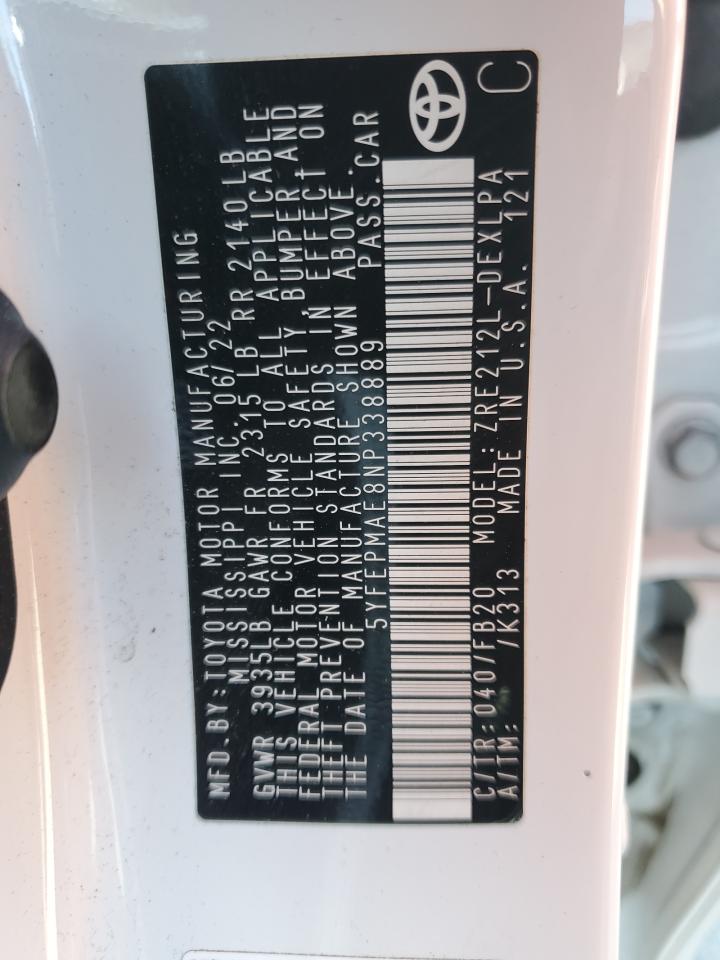 MFD.BY:TOYOTA MOTOR MANUFACTURING
MISSISSIPPI INC. 06/22
GVWR 3935LB GAWR FR 2315 LB RR 2140LB
THIS VEHICLE CONFORMS TO ALL APPLICABLE
FEDERAL MOTOR VEHICLE SAFETY, BUMPER, AND
THEFT PREVENTION STANDARDS IN EFFECT ON
THE DATE OF MANUFACTURE SHOWN ABOVE.
5YFEPMAE8NP338889 PASS.CAR
C/TR:040/FB20 MODEL:ZRE212L-DEXLPA
A/TM: /K313 MADE IN U.S.A. 121
C